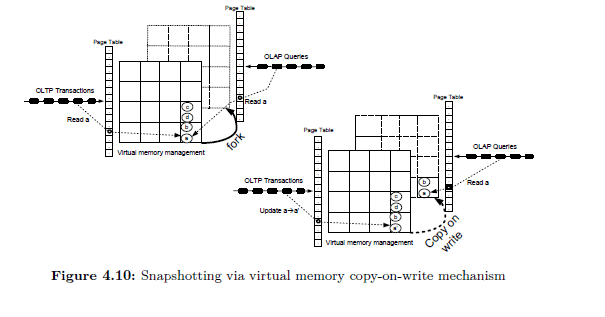 Page Table
Page Table
OLAP Queries
OLTP Transactions
c
d
b
a
Read a
Read a
fork
Virtual memory management
Page Table
Page Table
OLAP Queries
OLTP Transactions
b
a
Read a
c
d
b
Update a→a'
Virtual memory management
Copy on
write
Figure 4.10: Snapshotting via virtual memory copy-on-write mechanism